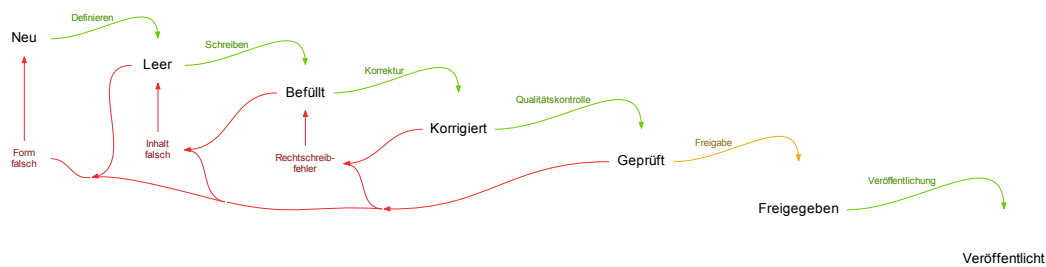 Definieren
Neu
Schreiben
Leer
Korrektur
Befüllt
Qualitätskontrolle
Korrigiert
Form
falsch
Inhalt
falsch
Rechtschreib-
fehler
Freigabe
Geprüft
Veröffentlichung
Freigegeben
Veröffentlicht